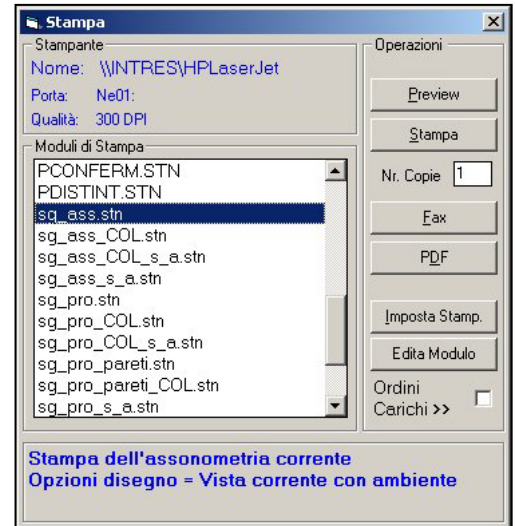 Stampa
Stampante
Nome: \\INTRES\HPLaserJet
Porta: Ne01:
Qualità: 300 DPI
Moduli di Stampa
PCONFERM.STN
PDISTINT.STN
sg_ass.stn
sg_ass_COL.stn
sg_ass_COL_s_a.stn
sg_ass_s_a.stn
sg_pro.stn
sg_pro_COL.stn
sg_pro_COL_s_a.stn
sg_pro_pareti.stn
sg_pro_pareti_COL.stn
sg_pro_s_a.stn
Operazioni
Preview
Stampa
Nr. Copie 1
Fax
PDF
Imposta Stamp.
Edita Modulo
Ordini
Carichi >>
Stampa dell'assonometria corrente
Opzioni disegno = Vista corrente con ambiente